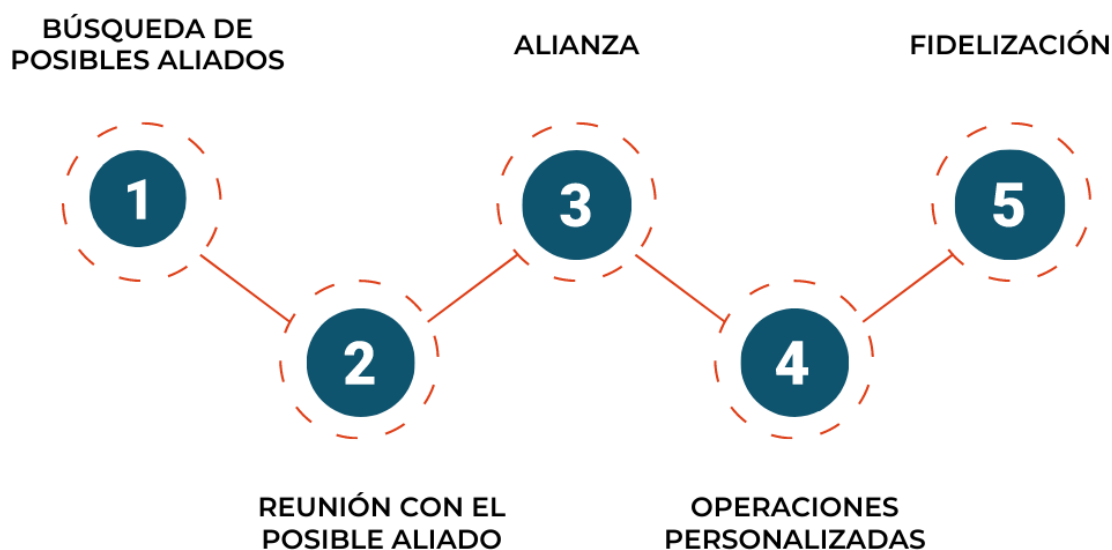 BÚSQUEDA DE
POSIBLES ALIADOS
1
REUNIÓN CON EL
POSIBLE ALIADO
2
ALIANZA
3
OPERACIONES
PERSONALIZADAS
4
FIDELIZACIÓN
5